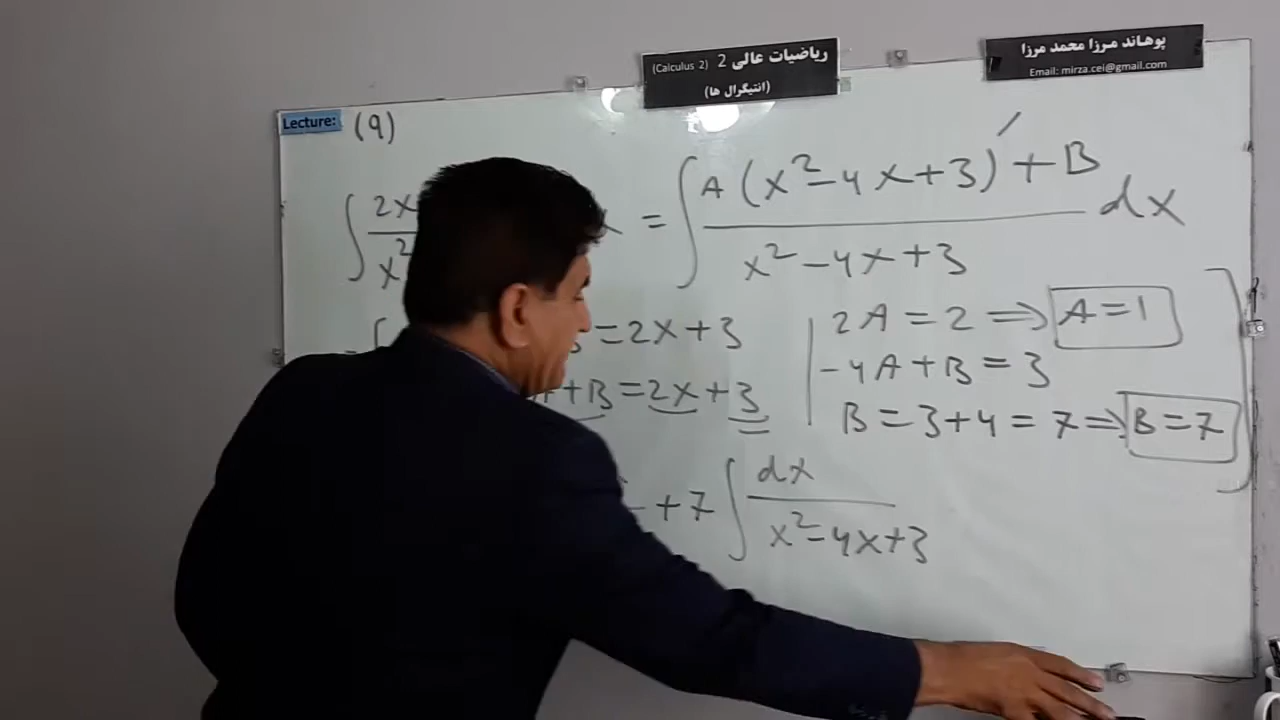 ریاضیات عالی 2 (Calculus 2)
(انتیگرال ها)
پوهاند مرزا محمد مرزا
Email: mirza.cei@gmail.com
Lecture: (9)
∫ 2x
x²
= ∫ A(x²-4x+3)′+B dx
x²-4x+3
=2x+3
+B=2x+3
2A=2 ⇒ A=1
-4A+B=3
B=3+4=7 ⇒ B=7
+7 ∫ dx
x²-4x+3